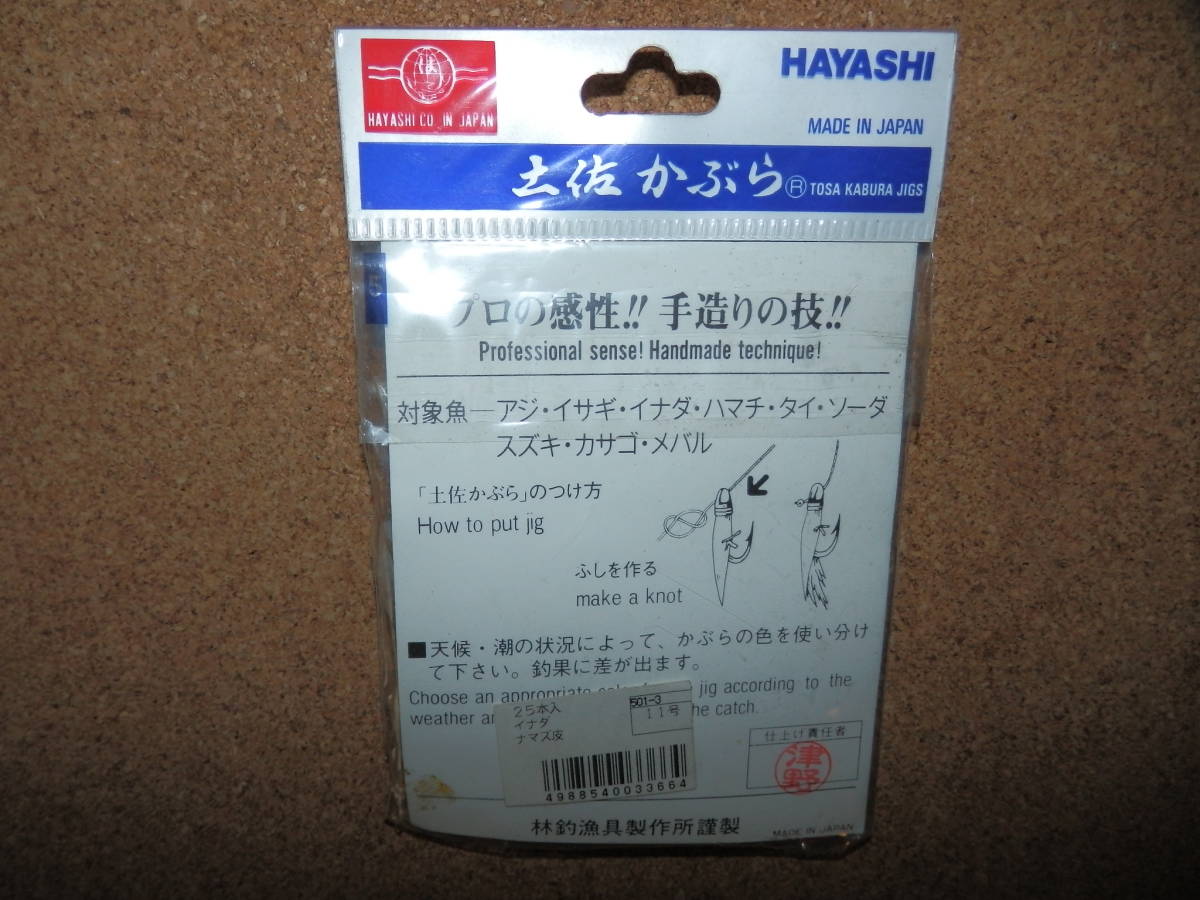 HAYASHI CO. IN JAPAN
HAYASHI
MADE IN JAPAN
土佐かぶら® TOSA KABURA JIGS
プロの感性!! 手造りの技!!
Professional sense! Handmade technique!
対象魚―アジ・イサギ・イナダ・ハマチ・タイ・ソーダ
スズキ・カサゴ・メバル
「土佐かぶら」のつけ方
How to put jig
ふしを作る
make a knot
■天候・潮の状況によって、かぶらの色を使い分け
て下さい。釣果に差が出ます。
Choose an appropriate jig according to the
weather the catch.
25本入
イナダ
ナマズ皮
501-3
11号
4988540033664
仕上げ責任者
津野
林釣漁具製作所謹製
MADE IN JAPAN